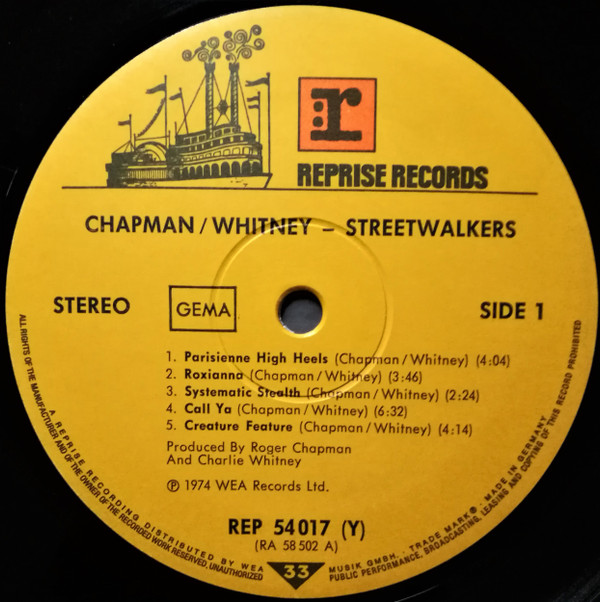 r
REPRISE RECORDS
CHAPMAN / WHITNEY – STREETWALKERS
STEREO
GEMA
SIDE 1
1. Parisienne High Heels (Chapman/Whitney) (4:04)
2. Roxianna (Chapman/Whitney) (3:46)
3. Systematic Stealth (Chapman/Whitney) (2:24)
4. Call Ya (Chapman/Whitney) (6:32)
5. Creature Feature (Chapman/Whitney) (4:14)
Produced By Roger Chapman
And Charlie Whitney
℗ 1974 WEA Records Ltd.
REP 54 017 (Y)
(RA 58 502 A)
33
A REPRISE RECORDING DISTRIBUTED BY WEA MUSIK GMBH. · TRADE MARK ® · MADE IN GERMANY
ALL RIGHTS OF THE MANUFACTURER AND OF THE OWNER OF THE RECORDED WORK RESERVED, UNAUTHORIZED PUBLIC PERFORMANCE, BROADCASTING, LEASING AND COPYING OF THIS RECORD PROHIBITED